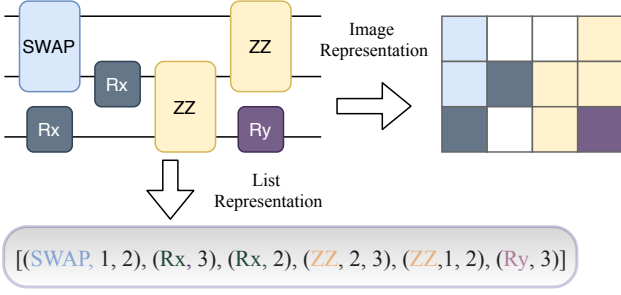 SWAP
ZZ
Rx
ZZ
Rx
Ry
Image
Representation
List
Representation
[(SWAP, 1, 2), (Rx, 3), (Rx, 2), (ZZ, 2, 3), (ZZ,1, 2), (Ry, 3)]